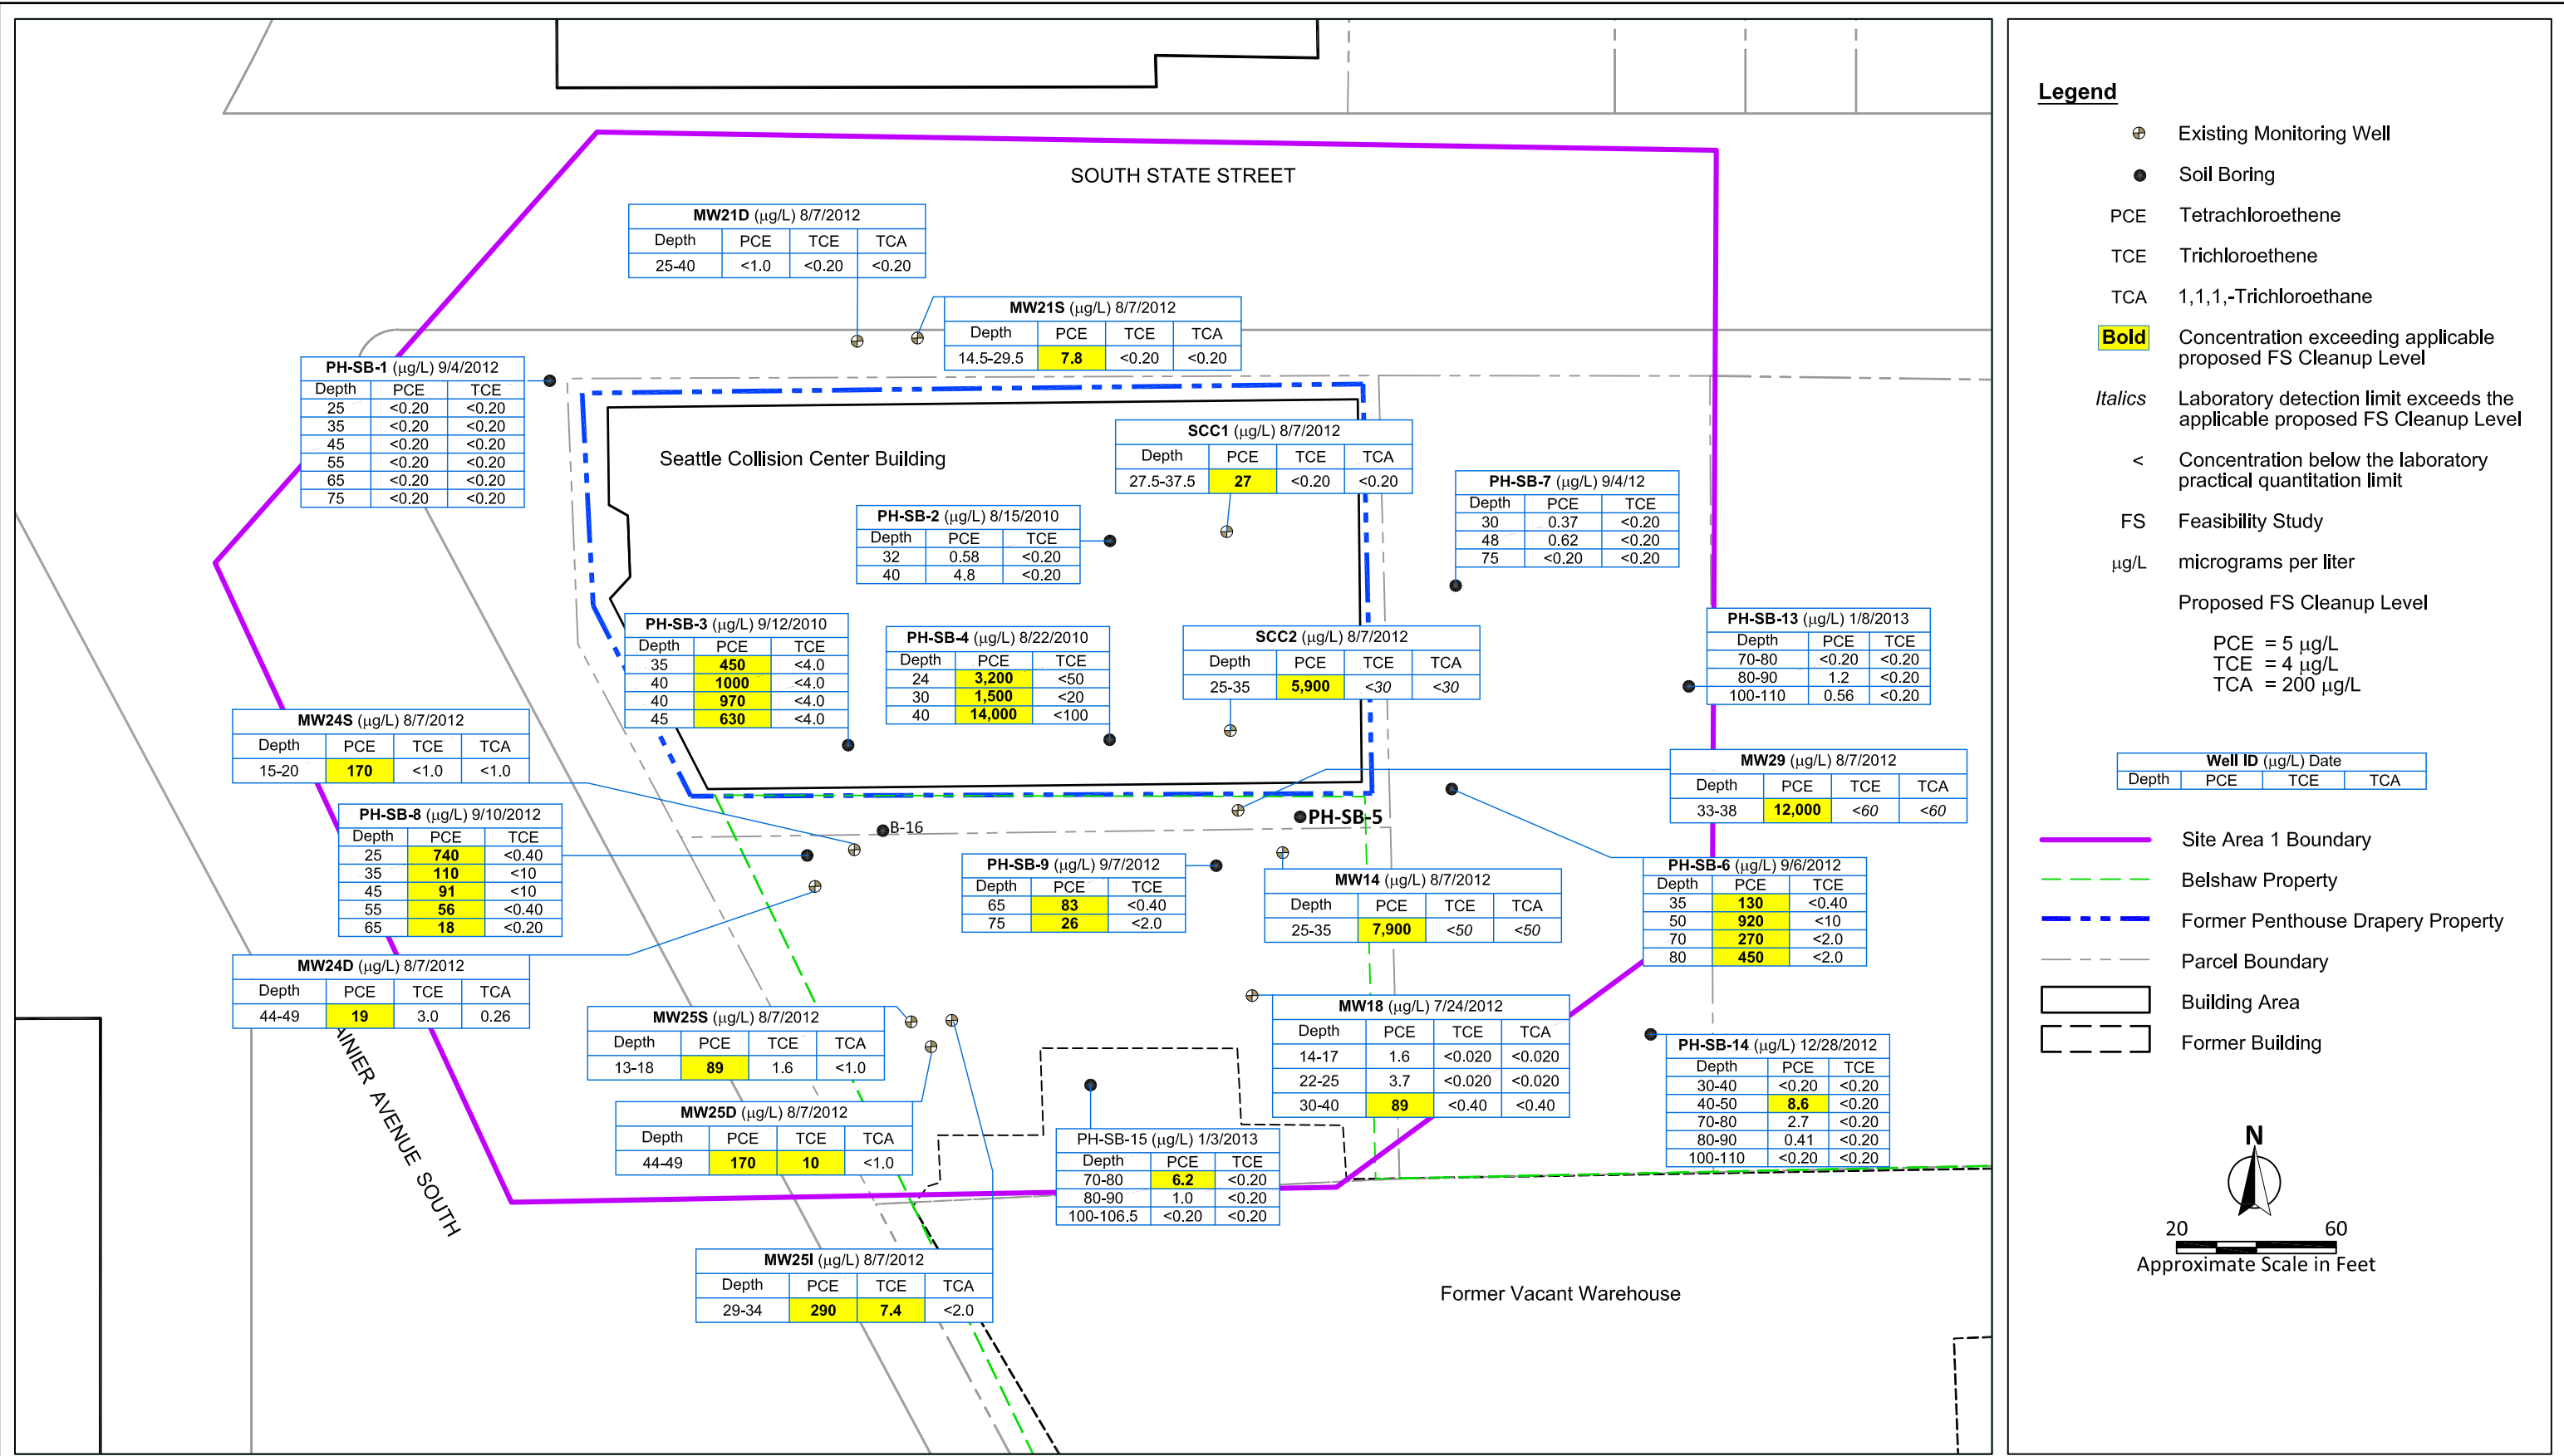 SOUTH STATE STREET
MW21D (µg/L) 8/7/2012
Depth PCE TCE TCA
25-40 <1.0 <0.20 <0.20
MW21S (µg/L) 8/7/2012
Depth PCE TCE TCA
14.5-29.5 7.8 <0.20 <0.20
PH-SB-1 (µg/L) 9/4/2012
Depth PCE TCE
25 <0.20 <0.20
35 <0.20 <0.20
45 <0.20 <0.20
55 <0.20 <0.20
65 <0.20 <0.20
75 <0.20 <0.20
Seattle Collision Center Building
SCC1 (µg/L) 8/7/2012
Depth PCE TCE TCA
27.5-37.5 27 <0.20 <0.20
PH-SB-7 (µg/L) 9/4/12
Depth PCE TCE
30 0.37 <0.20
48 0.62 <0.20
75 <0.20 <0.20
PH-SB-2 (µg/L) 8/15/2010
Depth PCE TCE
32 0.58 <0.20
40 4.8 <0.20
PH-SB-3 (µg/L) 9/12/2010
Depth PCE TCE
35 450 <4.0
40 1000 <4.0
40 970 <4.0
45 630 <4.0
PH-SB-4 (µg/L) 8/22/2010
Depth PCE TCE
24 3,200 <50
30 1,500 <20
40 14,000 <100
SCC2 (µg/L) 8/7/2012
Depth PCE TCE TCA
25-35 5,900 <30 <30
PH-SB-13 (µg/L) 1/8/2013
Depth PCE TCE
70-80 <0.20 <0.20
80-90 1.2 <0.20
100-110 0.56 <0.20
MW24S (µg/L) 8/7/2012
Depth PCE TCE TCA
15-20 170 <1.0 <1.0
MW29 (µg/L) 8/7/2012
Depth PCE TCE TCA
33-38 12,000 <60 <60
PH-SB-8 (µg/L) 9/10/2012
Depth PCE TCE
25 740 <0.40
35 110 <10
45 91 <10
55 56 <0.40
65 18 <0.20
B-16
PH-SB-5
PH-SB-9 (µg/L) 9/7/2012
Depth PCE TCE
65 83 <0.40
75 26 <2.0
MW14 (µg/L) 8/7/2012
Depth PCE TCE TCA
25-35 7,900 <50 <50
PH-SB-6 (µg/L) 9/6/2012
Depth PCE TCE
35 130 <0.40
50 920 <10
70 270 <2.0
80 450 <2.0
MW24D (µg/L) 8/7/2012
Depth PCE TCE TCA
44-49 19 3.0 0.26
AINIER AVENUE SOUTH
MW25S (µg/L) 8/7/2012
Depth PCE TCE TCA
13-18 89 1.6 <1.0
MW18 (µg/L) 7/24/2012
Depth PCE TCE TCA
14-17 1.6 <0.020 <0.020
22-25 3.7 <0.020 <0.020
30-40 89 <0.40 <0.40
PH-SB-14 (µg/L) 12/28/2012
Depth PCE TCE
30-40 <0.20 <0.20
40-50 8.6 <0.20
70-80 2.7 <0.20
80-90 0.41 <0.20
100-110 <0.20 <0.20
MW25D (µg/L) 8/7/2012
Depth PCE TCE TCA
44-49 170 10 <1.0
PH-SB-15 (µg/L) 1/3/2013
Depth PCE TCE
70-80 6.2 <0.20
80-90 1.0 <0.20
100-106.5 <0.20 <0.20
MW25I (µg/L) 8/7/2012
Depth PCE TCE TCA
29-34 290 7.4 <2.0
Former Vacant Warehouse
Legend
Existing Monitoring Well
Soil Boring
PCE Tetrachloroethene
TCE Trichloroethene
TCA 1,1,1,-Trichloroethane
Bold Concentration exceeding applicable
proposed FS Cleanup Level
Italics Laboratory detection limit exceeds the
applicable proposed FS Cleanup Level
< Concentration below the laboratory
practical quantitation limit
FS Feasibility Study
µg/L micrograms per liter
Proposed FS Cleanup Level
PCE = 5 µg/L
TCE = 4 µg/L
TCA = 200 µg/L
Well ID (µg/L) Date
Depth PCE TCE TCA
Site Area 1 Boundary
Belshaw Property
Former Penthouse Drapery Property
Parcel Boundary
Building Area
Former Building
N
20 60
Approximate Scale in Feet